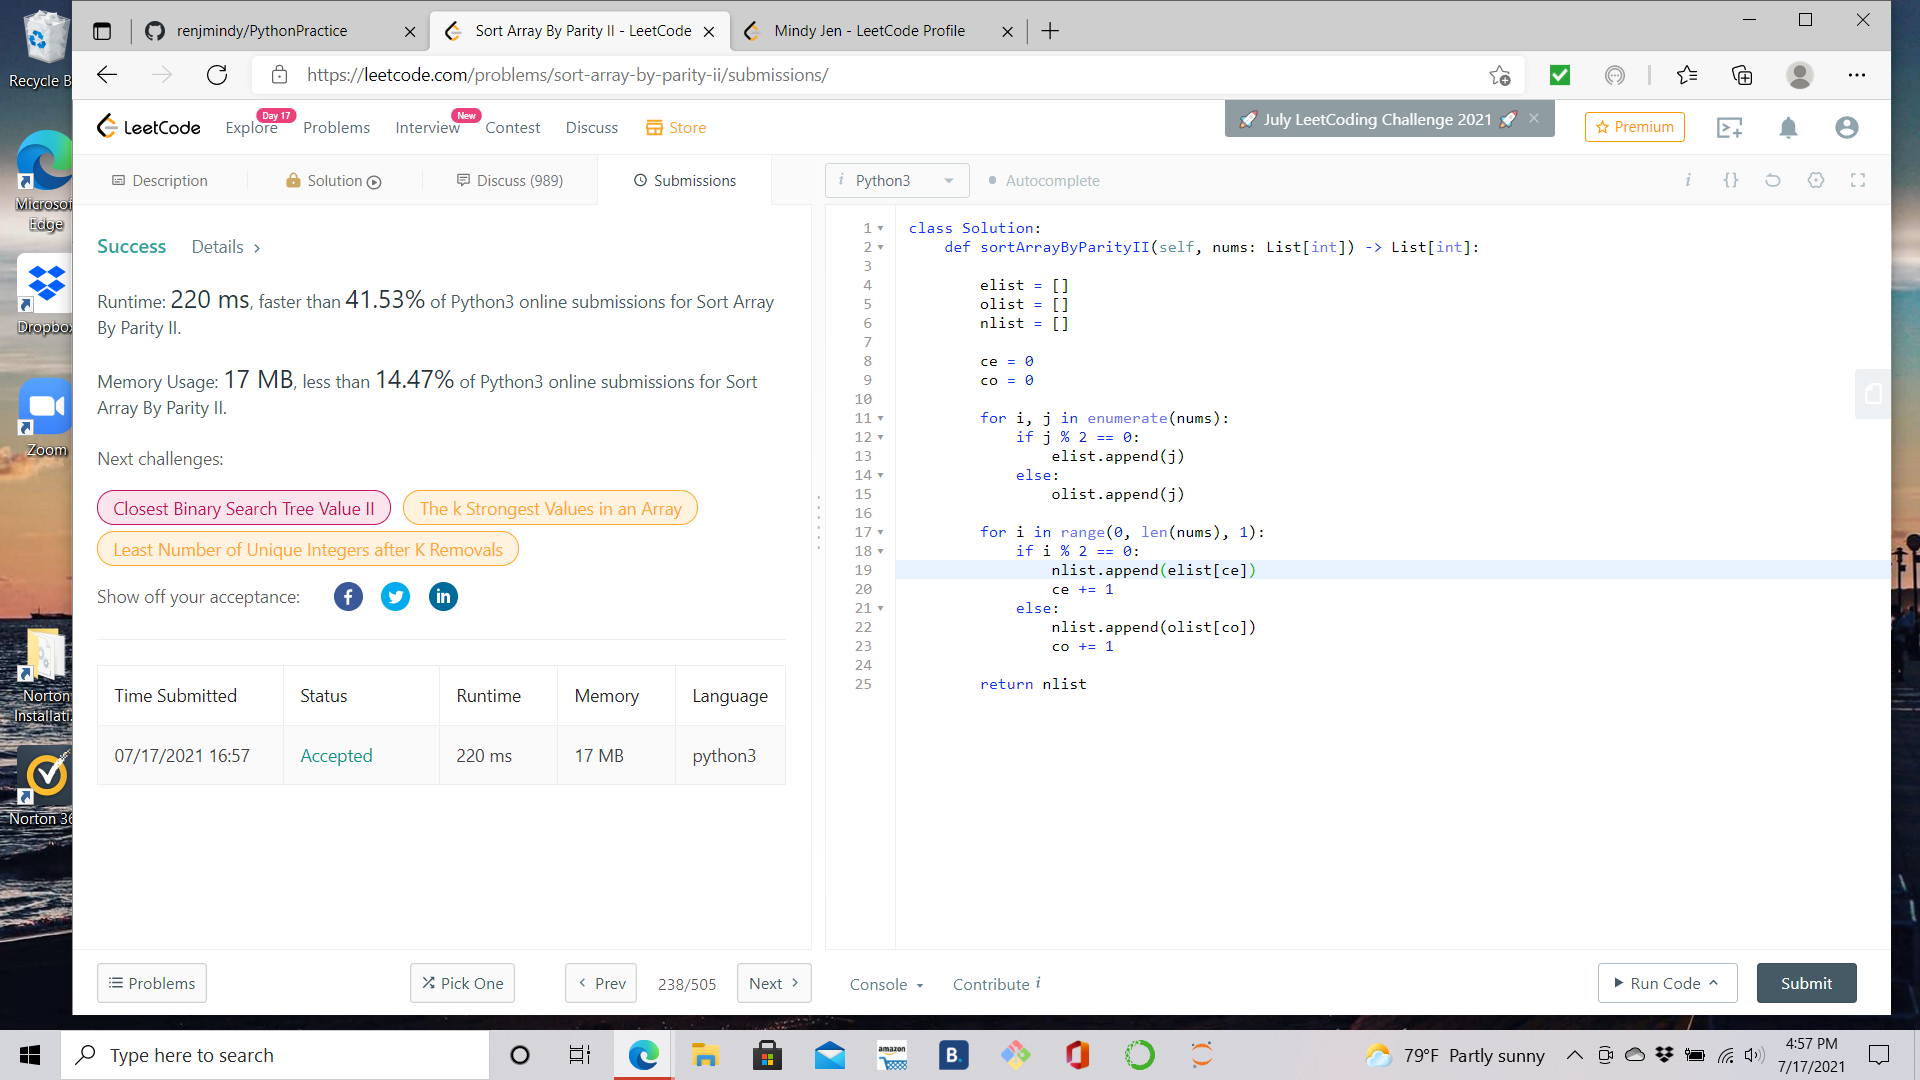 Recycle B
Microsof
Edge
Dropbox
Zoom
Norton
Installati...
Norton 36
renjmindy/PythonPractice
Sort Array By Parity II - LeetCode
Mindy Jen - LeetCode Profile
https://leetcode.com/problems/sort-array-by-parity-ii/submissions/
LeetCode
Explore
Day 17
Problems
Interview
New
Contest
Discuss
Store
🚀 July LeetCoding Challenge 2021 🚀
Premium
Description
Solution
Discuss (989)
Submissions
i Python3
Autocomplete
i {}
Success Details >
Runtime: 220 ms, faster than 41.53% of Python3 online submissions for Sort Array
By Parity II.
Memory Usage: 17 MB, less than 14.47% of Python3 online submissions for Sort
Array By Parity II.
Next challenges:
Closest Binary Search Tree Value II
The k Strongest Values in an Array
Least Number of Unique Integers after K Removals
Show off your acceptance:
Time Submitted Status Runtime Memory Language
07/17/2021 16:57 Accepted 220 ms 17 MB python3
1 class Solution:
2     def sortArrayByParityII(self, nums: List[int]) -> List[int]:
3
4         elist = []
5         olist = []
6         nlist = []
7
8         ce = 0
9         co = 0
10
11         for i, j in enumerate(nums):
12             if j % 2 == 0:
13                 elist.append(j)
14             else:
15                 olist.append(j)
16
17         for i in range(0, len(nums), 1):
18             if i % 2 == 0:
19                 nlist.append(elist[ce])
20                 ce += 1
21             else:
22                 nlist.append(olist[co])
23                 co += 1
24
25         return nlist
Problems
Pick One
< Prev
238/505
Next >
Console
Contribute i
Run Code
Submit
Type here to search
amazon
B.
79°F Partly sunny
4:57 PM
7/17/2021